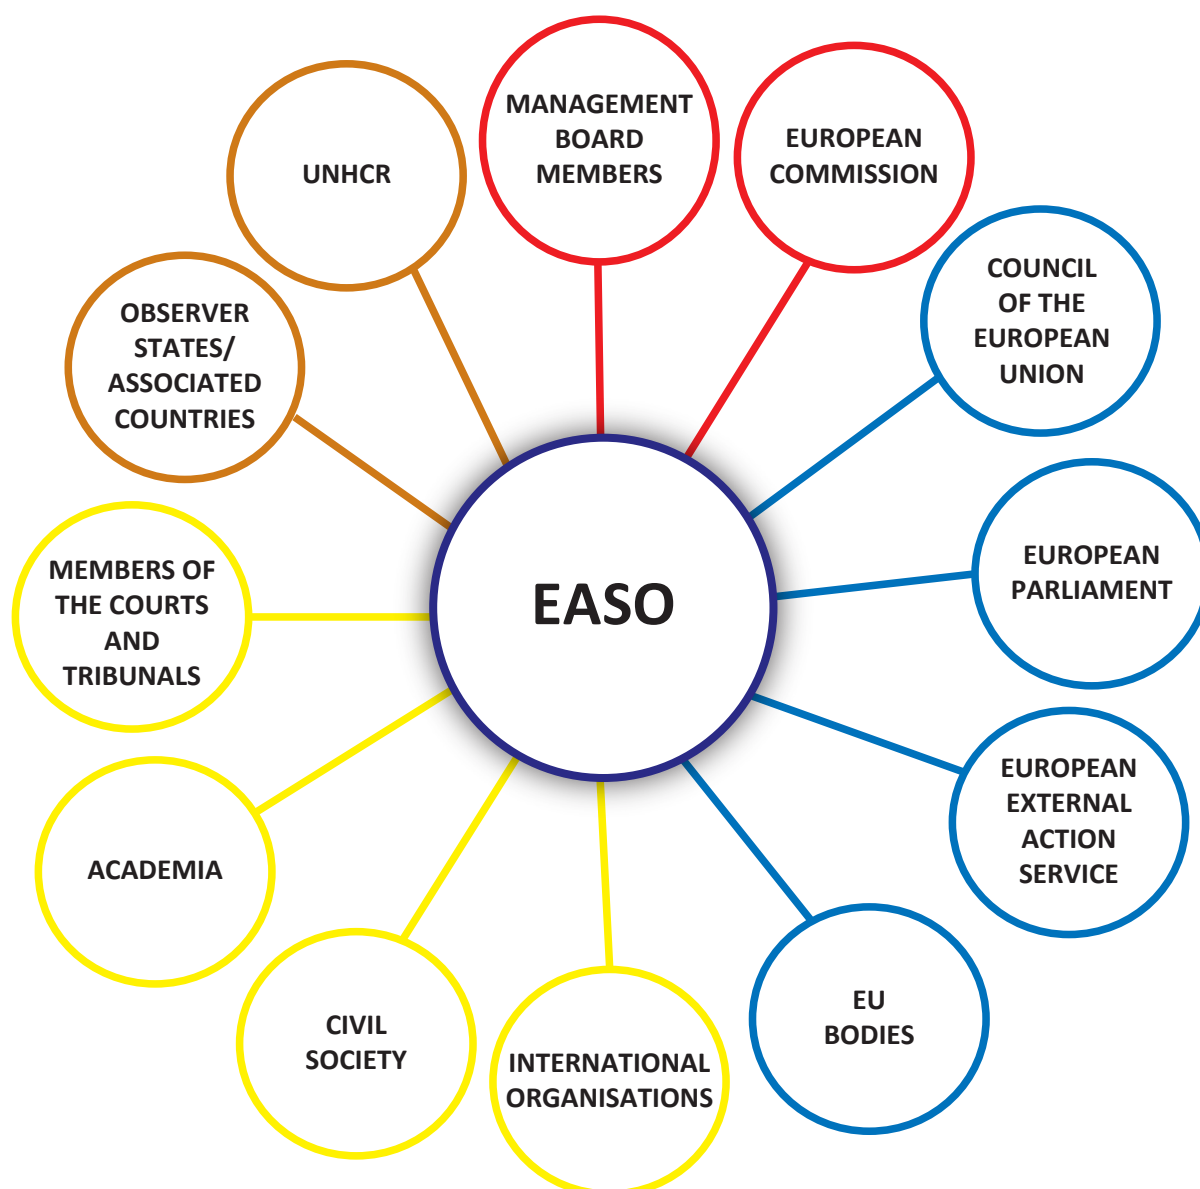 MANAGEMENT
BOARD
MEMBERS
EUROPEAN
COMMISSION
COUNCIL
OF THE
EUROPEAN
UNION
EUROPEAN
PARLIAMENT
EUROPEAN
EXTERNAL
ACTION
SERVICE
EU
BODIES
INTERNATIONAL
ORGANISATIONS
CIVIL
SOCIETY
ACADEMIA
MEMBERS OF
THE COURTS
AND
TRIBUNALS
OBSERVER
STATES/
ASSOCIATED
COUNTRIES
UNHCR
EASO